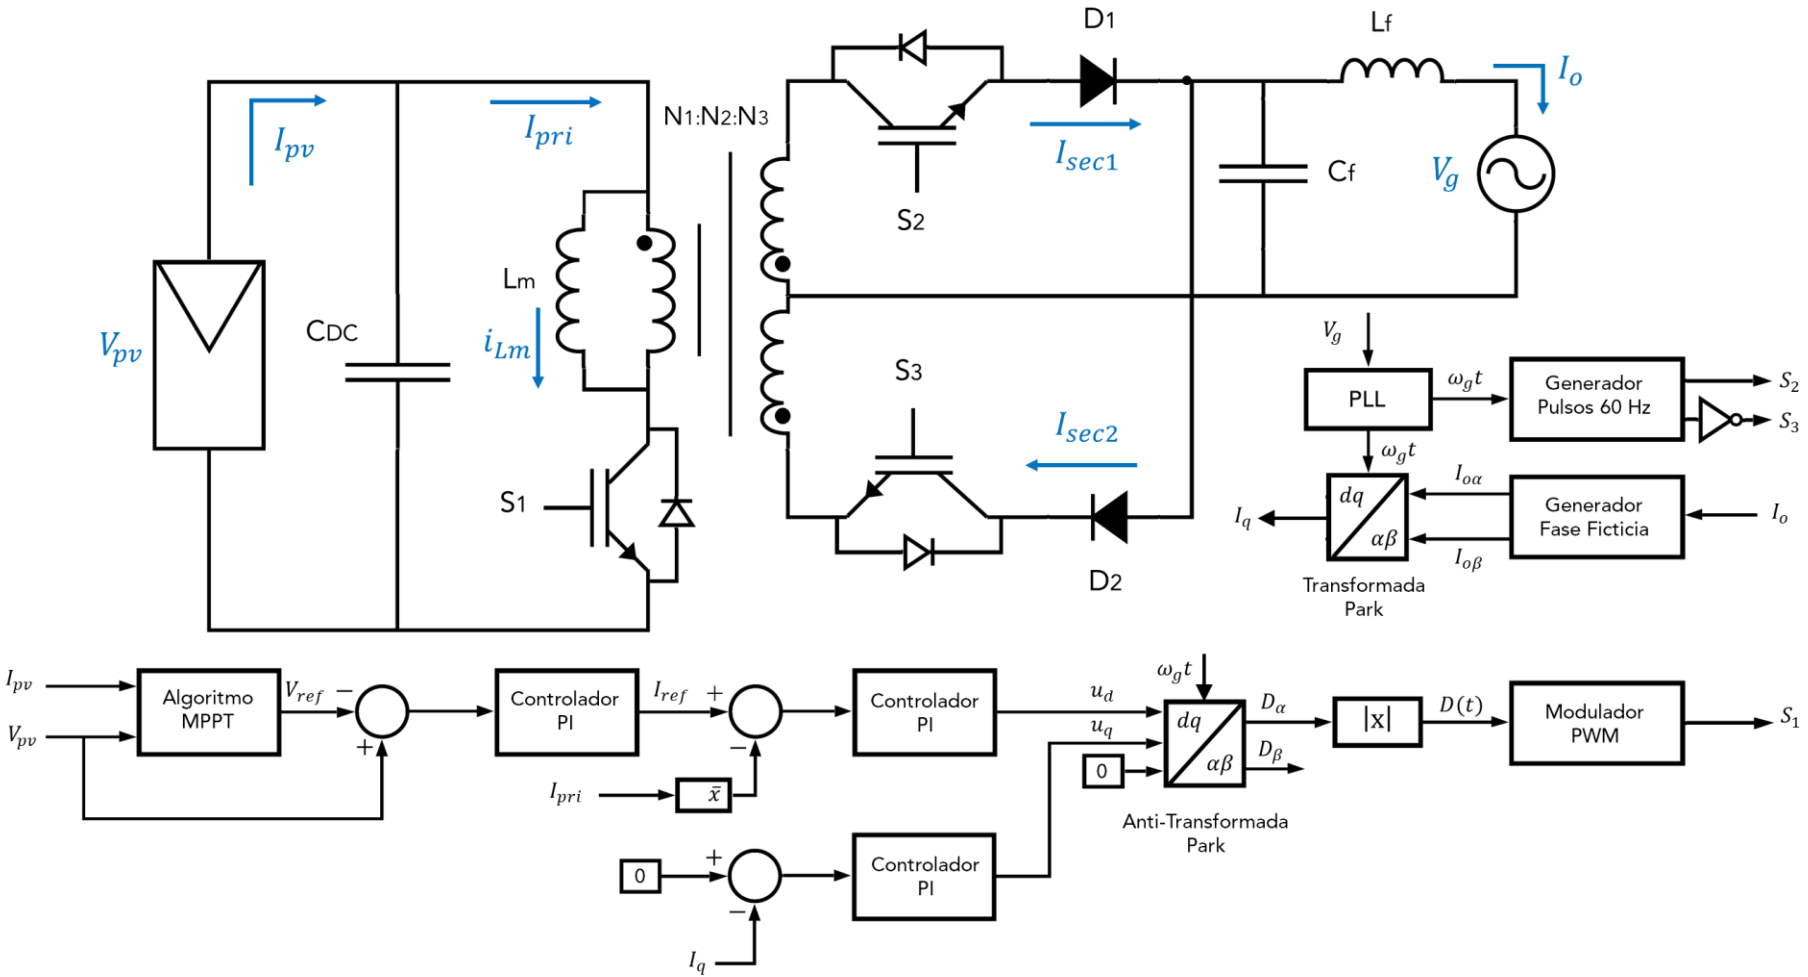 D1
Lf
Io
Ipv
Ipri
N1:N2:N3
Isec1
Cf
Vg
S2
Lm
CDC
iLm
Vpv
S3
Isec2
S1
D2
Vg
PLL
ωgt
Generador
Pulsos 60 Hz
S2
S3
ωgt
dq
αβ
Iq
Ioα
Ioβ
Generador
Fase Ficticia
Io
Transformada
Park
Ipv
Vpv
Algoritmo
MPPT
Vref
−
+
Controlador
PI
Iref
+
−
Ipri
x̄
Controlador
PI
ud
uq
0
ωgt
dq
αβ
Dα
Dβ
|x|
D(t)
Modulador
PWM
S1
Anti-Transformada
Park
0
+
−
Iq
Controlador
PI